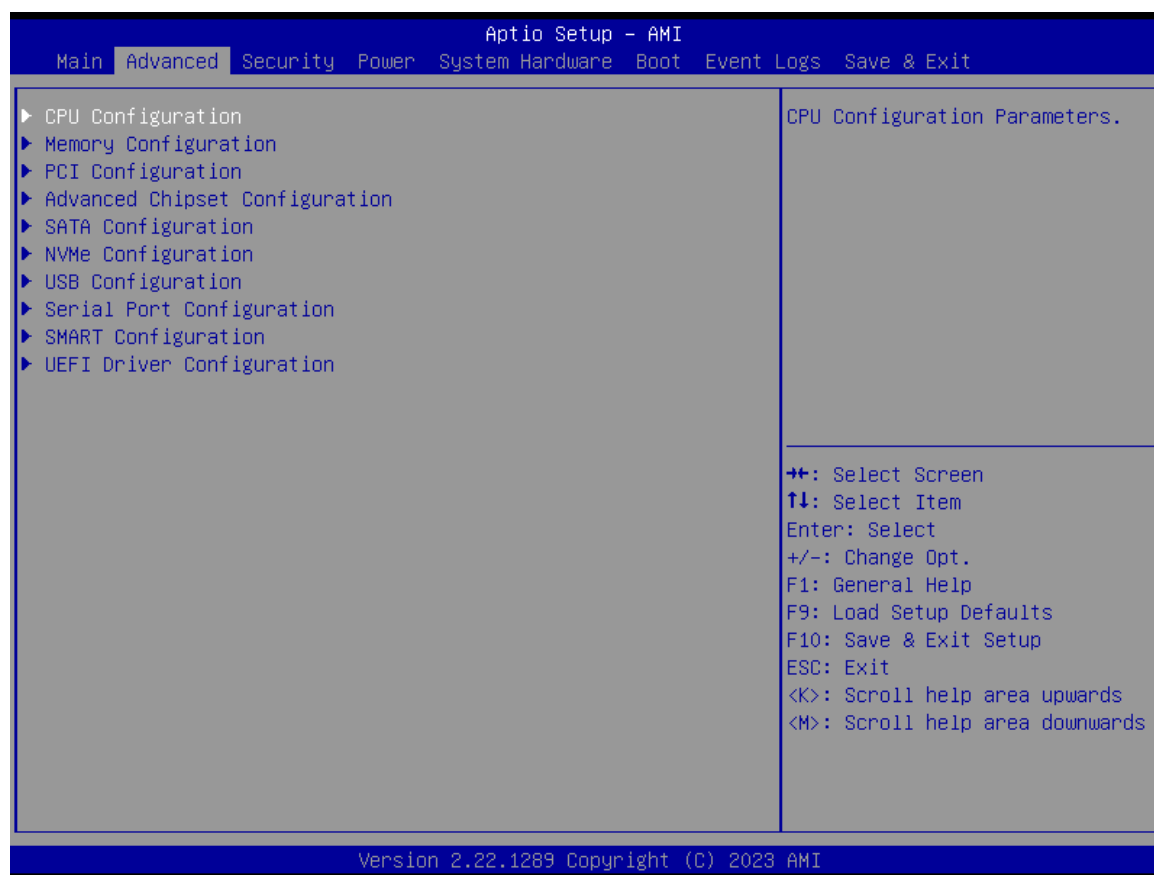 Aptio Setup – AMI
Main Advanced Security Power System Hardware Boot Event Logs Save & Exit
▶ CPU Configuration
▶ Memory Configuration
▶ PCI Configuration
▶ Advanced Chipset Configuration
▶ SATA Configuration
▶ NVMe Configuration
▶ USB Configuration
▶ Serial Port Configuration
▶ SMART Configuration
▶ UEFI Driver Configuration
CPU Configuration Parameters.
→←: Select Screen
↑↓: Select Item
Enter: Select
+/-: Change Opt.
F1: General Help
F9: Load Setup Defaults
F10: Save & Exit Setup
ESC: Exit
<K>: Scroll help area upwards
<M>: Scroll help area downwards
Version 2.22.1289 Copyright (C) 2023 AMI